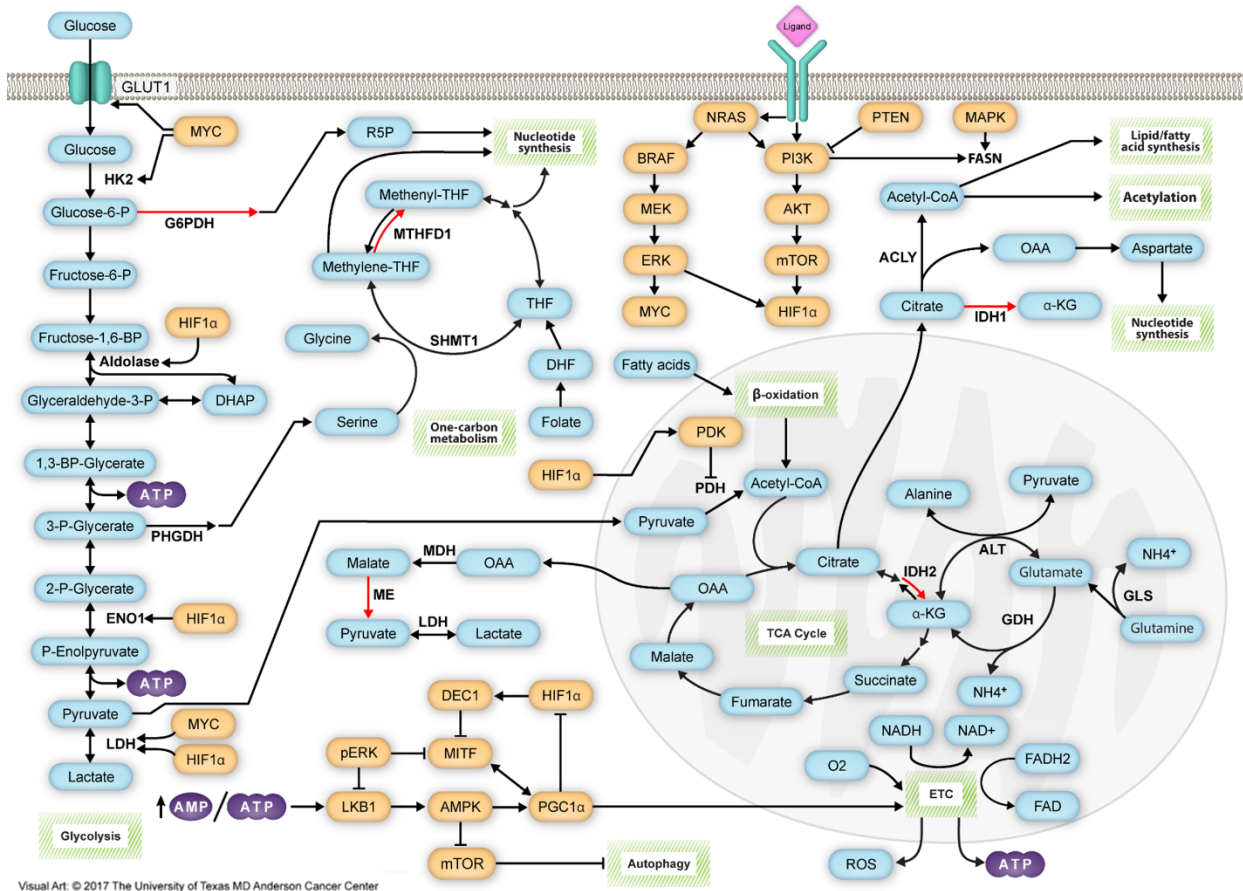 Glucose
Ligand
GLUT1
MYC
Glucose
HK2
Glucose-6-P
G6PDH
R5P
Nucleotide
synthesis
Methenyl-THF
MTHFD1
Methylene-THF
THF
SHMT1
Glycine
DHF
Folate
Serine
One-carbon
metabolism
Fructose-6-P
Fructose-1,6-BP
HIF1α
Aldolase
Glyceraldehyde-3-P
DHAP
1,3-BP-Glycerate
ATP
3-P-Glycerate
PHGDH
2-P-Glycerate
ENO1
HIF1α
P-Enolpyruvate
ATP
Pyruvate
MYC
LDH
HIF1α
Lactate
Glycolysis
NRAS
PTEN
MAPK
BRAF
PI3K
FASN
MEK
AKT
ERK
mTOR
MYC
HIF1α
Lipid/fatty
acid synthesis
Acetyl-CoA
Acetylation
ACLY
OAA
Aspartate
Citrate
IDH1
α-KG
Nucleotide
synthesis
Fatty acids
β-oxidation
PDK
HIF1α
PDH
Acetyl-CoA
Pyruvate
Alanine
Pyruvate
ALT
NH4+
Citrate
IDH2
Glutamate
GLS
OAA
α-KG
GDH
Glutamine
TCA Cycle
Malate
Succinate
Fumarate
NH4+
Malate
MDH
OAA
ME
Pyruvate
LDH
Lactate
DEC1
HIF1α
pERK
MITF
AMP
/
ATP
LKB1
AMPK
PGC1α
mTOR
Autophagy
NADH
NAD+
O2
FADH2
ETC
FAD
ROS
ATP
Visual Art: © 2017 The University of Texas MD Anderson Cancer Center